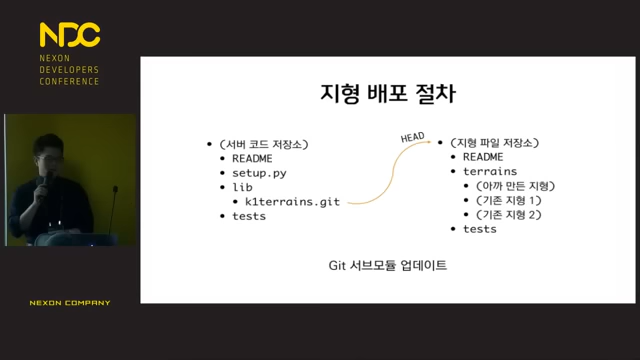 NDC
NEXON
DEVELOPERS
CONFERENCE
지형 배포 절차
• (서버 코드 저장소)
• README
• setup.py
• lib
• k1terrains.git
• tests
HEAD
• (지형 파일 저장소)
• README
• terrains
• (아까 만든 지형)
• (기존 지형 1)
• (기존 지형 2)
• tests
Git 서브모듈 업데이트
NEXON COMPANY